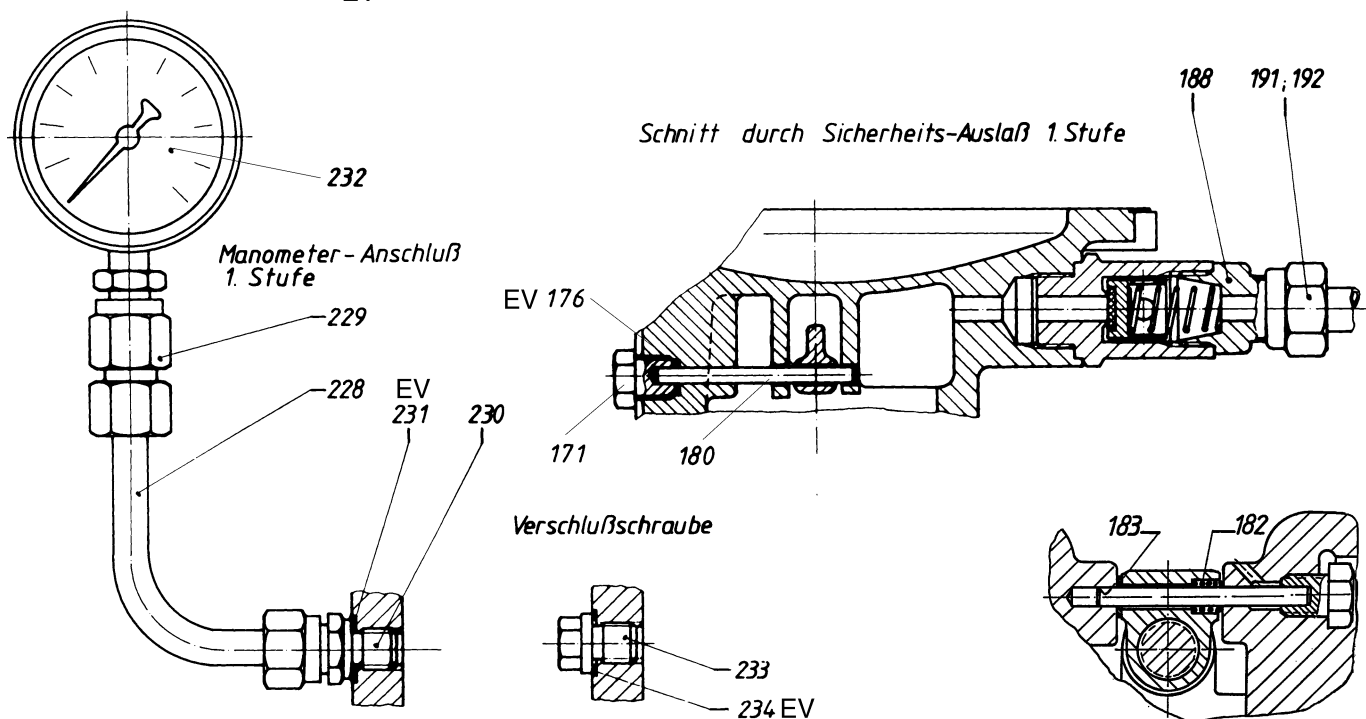 188
191; 192
Schnitt durch Sicherheits-Auslaß 1. Stufe
232
Manometer-Anschluß
1. Stufe
EV 176
229
228
EV
231
230
171
180
Verschlußschraube
183
182
233
234 EV